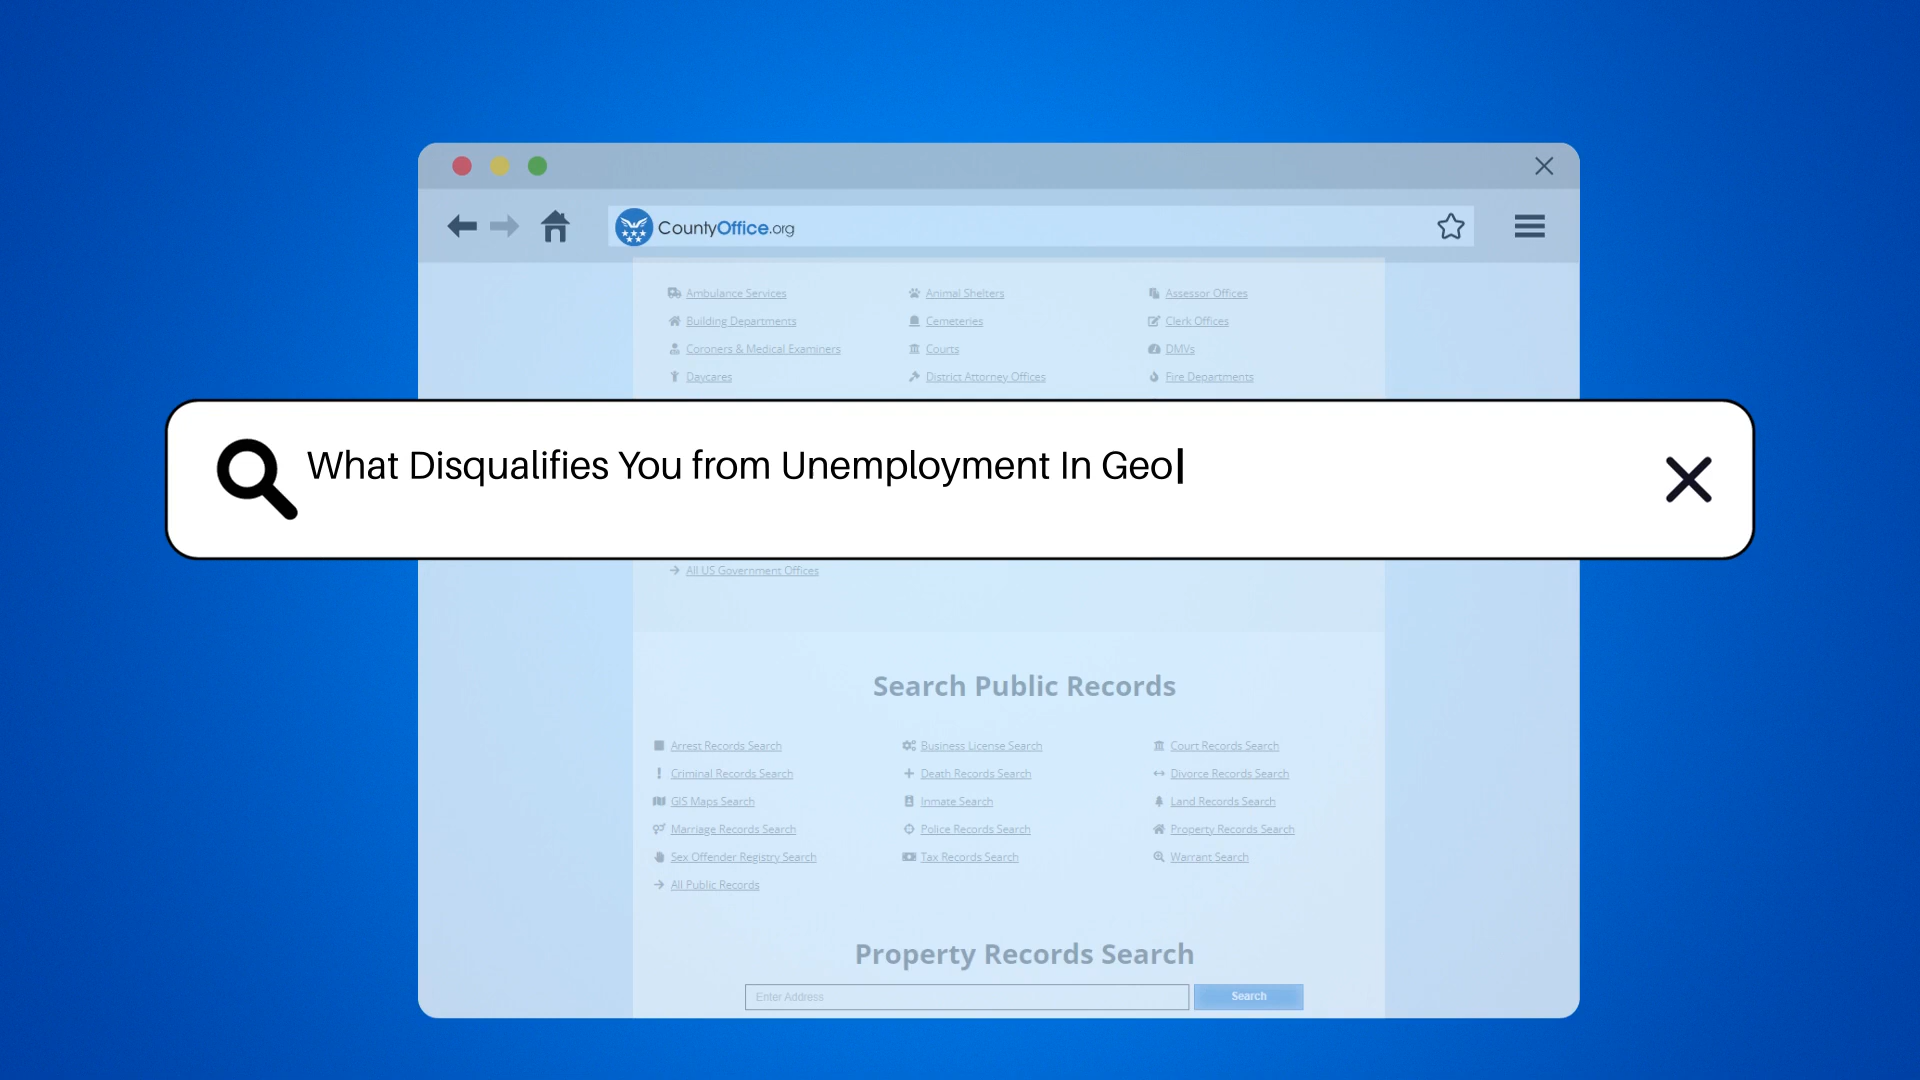 CountyOffice.org
Ambulance Services Animal Shelters Assessor Offices
Building Departments Cemeteries Clerk Offices
Coroners & Medical Examiners Courts DMVs
Daycares District Attorney Offices Fire Departments
What Disqualifies You from Unemployment In Geo
All US Government Offices
Search Public Records
Arrest Records Search Business License Search Court Records Search
Criminal Records Search Death Records Search Divorce Records Search
GIS Maps Search Inmate Search Land Records Search
Marriage Records Search Police Records Search Property Records Search
Sex Offender Registry Search Tax Records Search Warrant Search
All Public Records
Property Records Search
Enter Address Search